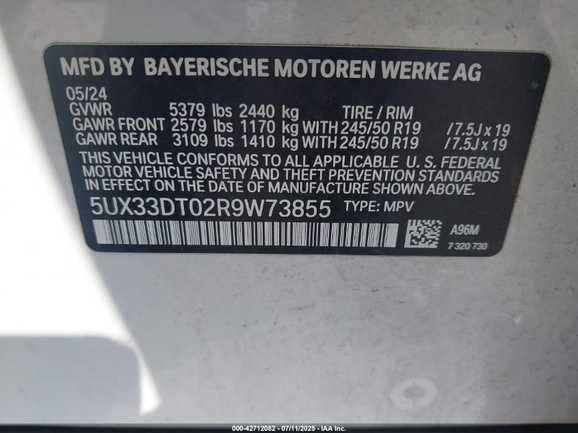 MFD BY BAYERISCHE MOTOREN WERKE AG
05/24
GVWR 5379 lbs 2440 kg TIRE / RIM
GAWR FRONT 2579 lbs 1170 kg WITH 245/50 R19 / 7.5J x 19
GAWR REAR 3109 lbs 1410 kg WITH 245/50 R19 / 7.5J x 19
THIS VEHICLE CONFORMS TO ALL APPLICABLE U. S. FEDERAL
MOTOR VEHICLE SAFETY, BUMPER, AND THEFT PREVENTION
STANDARDS IN EFFECT ON THE DATE OF MANUFACTURE SHOWN ABOVE.
5UX33DT02R9W73855 TYPE: MPV
A96M
7 320 730
000-42712082 - 07/11/2025 - IAA Inc.